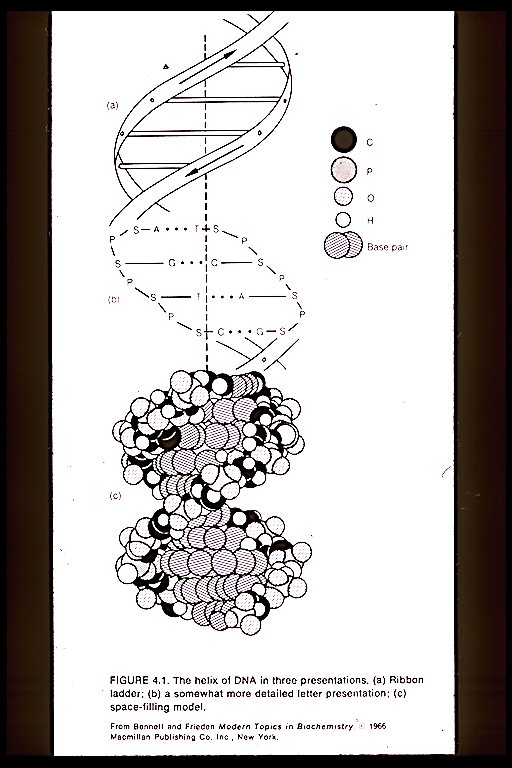 (a)
C
P
O
H
Base pair
P S—A•••T—S P
S—G•••C—S
P P
(b) S—T•••A—S
P P
S—C•••G—S
(c)
FIGURE 4.1. The helix of DNA in three presentations. (a) Ribbon
ladder; (b) a somewhat more detailed letter presentation; (c)
space-filling model.
From Bennell and Frieden Modern Topics in Biochemistry © 1966
Macmillan Publishing Co. Inc., New York.